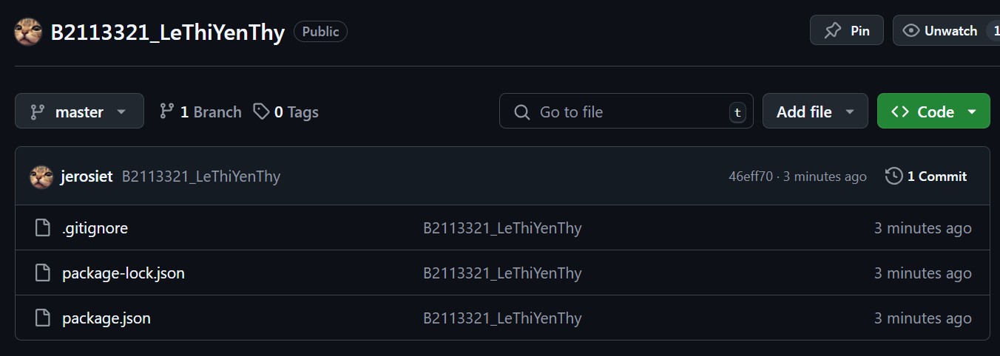 B2113321_LeThiYenThy Public Pin Unwatch 1
master 1 Branch 0 Tags Go to file t Add file Code
jerosiet B2113321_LeThiYenThy 46eff70 · 3 minutes ago 1 Commit
.gitignore B2113321_LeThiYenThy 3 minutes ago
package-lock.json B2113321_LeThiYenThy 3 minutes ago
package.json B2113321_LeThiYenThy 3 minutes ago